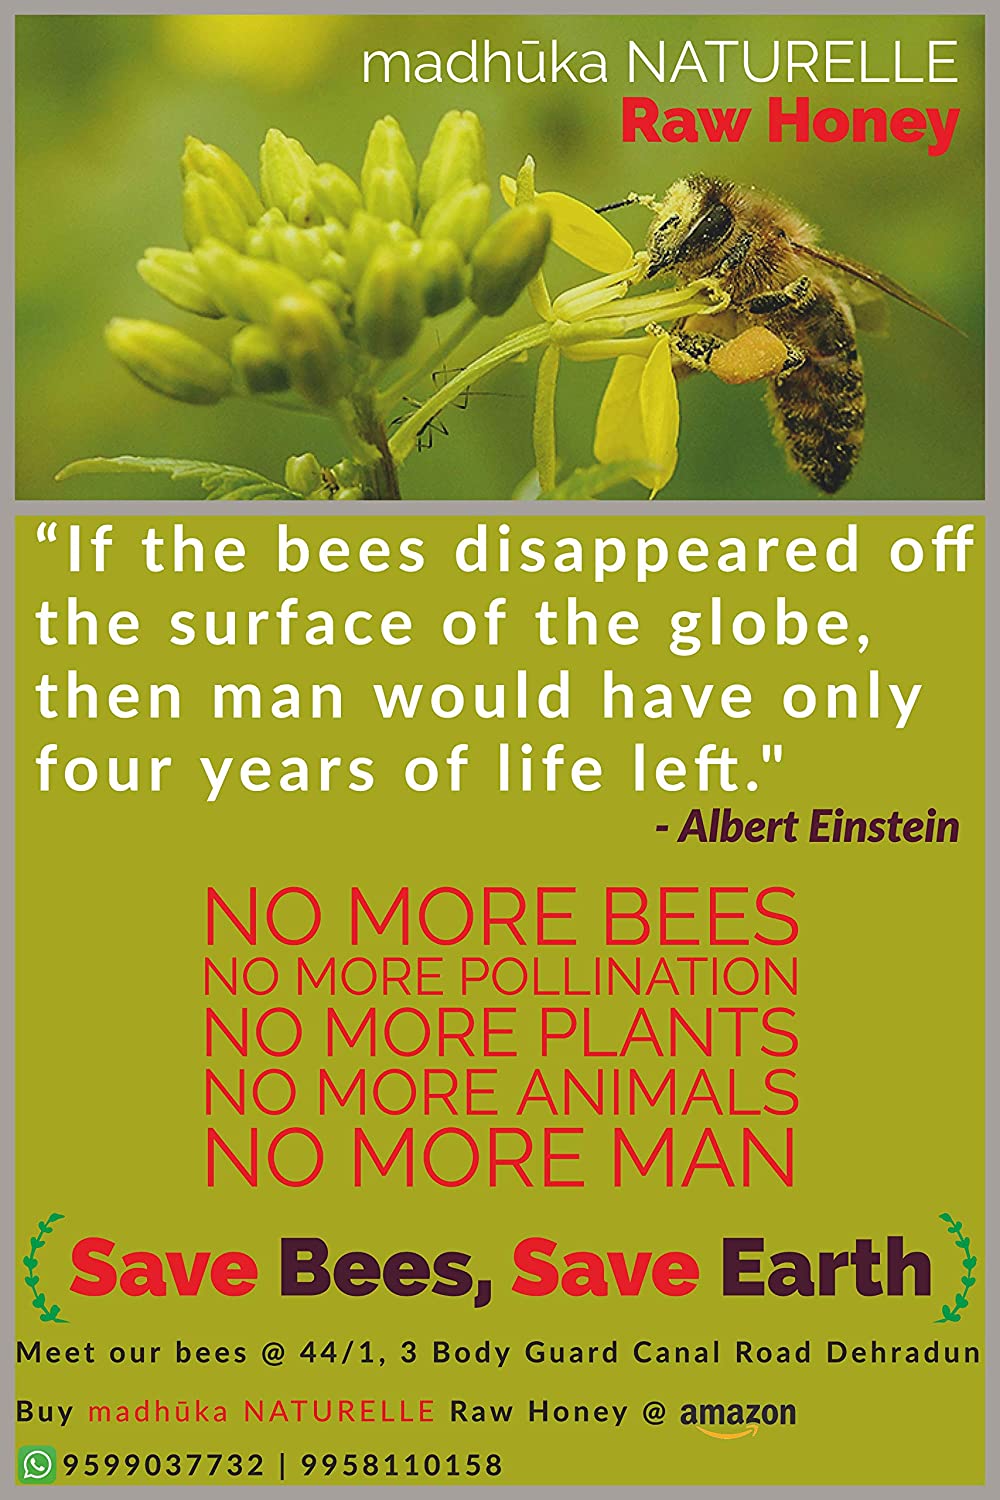 madhūka NATURELLE
Raw Honey
“If the bees disappeared off
the surface of the globe,
then man would have only
four years of life left."
- Albert Einstein
NO MORE BEES
NO MORE POLLINATION
NO MORE PLANTS
NO MORE ANIMALS
NO MORE MAN
Save Bees, Save Earth
Meet our bees @ 44/1, 3 Body Guard Canal Road Dehradun
Buy madhūka NATURELLE Raw Honey @ amazon
9599037732 | 9958110158